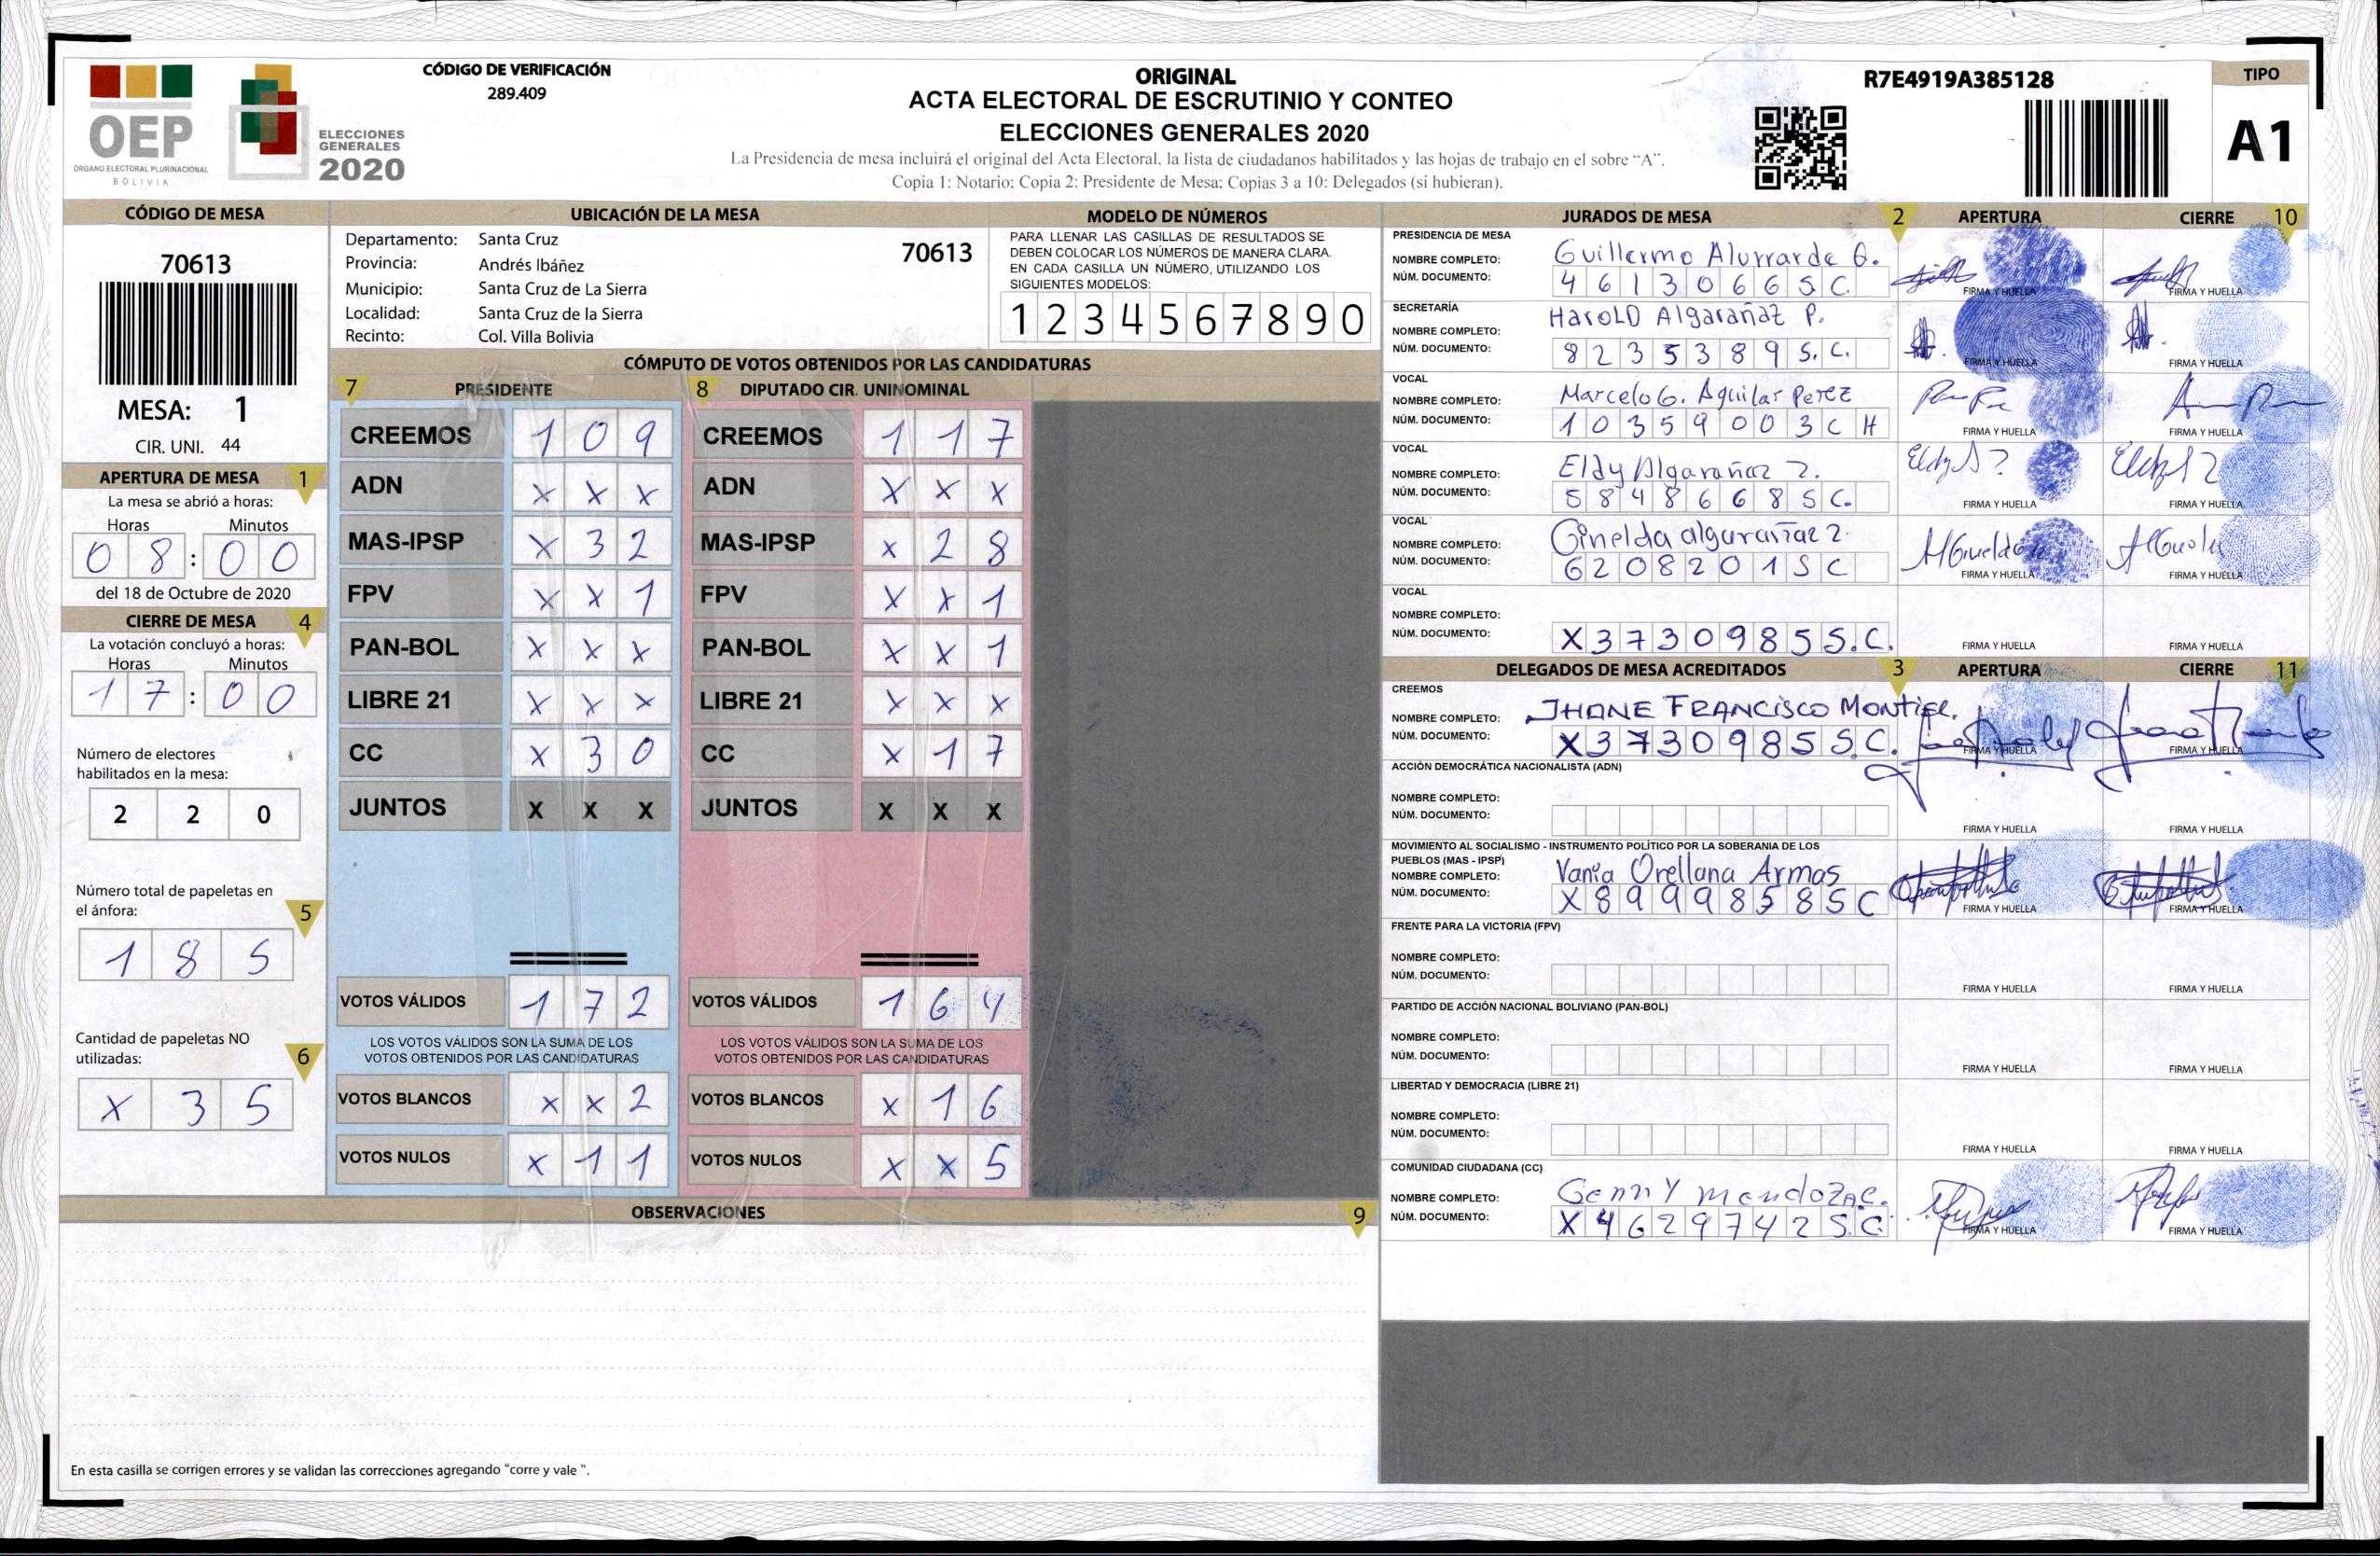 OEP
ÓRGANO ELECTORAL PLURINACIONAL
BOLIVIA
ELECCIONES
GENERALES
2020
CÓDIGO DE VERIFICACIÓN
289.409
ORIGINAL
ACTA ELECTORAL DE ESCRUTINIO Y CONTEO
ELECCIONES GENERALES 2020
La Presidencia de mesa incluirá el original del Acta Electoral, la lista de ciudadanos habilitados y las hojas de trabajo en el sobre "A".
Copia 1: Notario: Copia 2: Presidente de Mesa: Copias 3 a 10: Delegados (si hubieran).
R7E4919A385128
TIPO
A1
CÓDIGO DE MESA
70613
MESA: 1
CIR. UNI. 44
APERTURA DE MESA 1
La mesa se abrió a horas:
Horas Minutos
08:00
del 18 de Octubre de 2020
CIERRE DE MESA 4
La votación concluyó a horas:
Horas Minutos
17:00
Número de electores
habilitados en la mesa:
2 2 0
Número total de papeletas en
el ánfora: 5
1 8 5
Cantidad de papeletas NO
utilizadas: 6
X 3 5
UBICACIÓN DE LA MESA
Departamento: Santa Cruz
70613
Provincia: Andrés Ibáñez
Municipio: Santa Cruz de La Sierra
Localidad: Santa Cruz de la Sierra
Recinto: Col. Villa Bolivia
MODELO DE NÚMEROS
PARA LLENAR LAS CASILLAS DE RESULTADOS SE
DEBEN COLOCAR LOS NÚMEROS DE MANERA CLARA.
EN CADA CASILLA UN NÚMERO, UTILIZANDO LOS
SIGUIENTES MODELOS:
1 2 3 4 5 6 7 8 9 0
CÓMPUTO DE VOTOS OBTENIDOS POR LAS CANDIDATURAS
7 PRESIDENTE 8 DIPUTADO CIR. UNINOMINAL
CREEMOS 1 0 9 CREEMOS 1 1 7
ADN X X X ADN X X X
MAS-IPSP X 3 2 MAS-IPSP X 2 8
FPV X X 1 FPV X X 1
PAN-BOL X X X PAN-BOL X X 1
LIBRE 21 X X X LIBRE 21 X X X
CC X 3 0 CC X 1 7
JUNTOS X X X JUNTOS X X X
VOTOS VÁLIDOS 1 7 2 VOTOS VÁLIDOS 1 6 4
LOS VOTOS VÁLIDOS SON LA SUMA DE LOS LOS VOTOS VÁLIDOS SON LA SUMA DE LOS
VOTOS OBTENIDOS POR LAS CANDIDATURAS VOTOS OBTENIDOS POR LAS CANDIDATURAS
VOTOS BLANCOS X X 2 VOTOS BLANCOS X 1 6
VOTOS NULOS X 1 1 VOTOS NULOS X X 5
OBSERVACIONES 9
En esta casilla se corrigen errores y se validan las correcciones agregando "corre y vale ".
JURADOS DE MESA 2 APERTURA CIERRE 10
PRESIDENCIA DE MESA
NOMBRE COMPLETO: Guillermo Alurrarde G.
NÚM. DOCUMENTO: 4613066 S C.
FIRMA Y HUELLA FIRMA Y HUELLA
SECRETARÍA
NOMBRE COMPLETO: HaroLD Algarañaz P.
NÚM. DOCUMENTO: 8235389 S. C.
FIRMA Y HUELLA FIRMA Y HUELLA
VOCAL
NOMBRE COMPLETO: Marcelo G. Aguilar Perez
NÚM. DOCUMENTO: 10359003 C H
FIRMA Y HUELLA FIRMA Y HUELLA
VOCAL
NOMBRE COMPLETO: Eldy Algarañaz Z.
NÚM. DOCUMENTO: 5848668 S C.
FIRMA Y HUELLA FIRMA Y HUELLA
VOCAL
NOMBRE COMPLETO: Ginelda algarañaz Z.
NÚM. DOCUMENTO: 6208201 S C
FIRMA Y HUELLA FIRMA Y HUELLA
VOCAL
NOMBRE COMPLETO:
NÚM. DOCUMENTO: X3730985 S.C.
FIRMA Y HUELLA FIRMA Y HUELLA
DELEGADOS DE MESA ACREDITADOS 3 APERTURA CIERRE 11
CREEMOS
NOMBRE COMPLETO: JHANE FRANCISCO MONTIEL.
NÚM. DOCUMENTO: X3730985 S.C.
FIRMA Y HUELLA FIRMA Y HUELLA
ACCIÓN DEMOCRÁTICA NACIONALISTA (ADN)
NOMBRE COMPLETO:
NÚM. DOCUMENTO:
FIRMA Y HUELLA FIRMA Y HUELLA
MOVIMIENTO AL SOCIALISMO - INSTRUMENTO POLÍTICO POR LA SOBERANIA DE LOS
PUEBLOS (MAS - IPSP)
NOMBRE COMPLETO: Vania Orellana Armas
NÚM. DOCUMENTO: X8999858 S C
FIRMA Y HUELLA FIRMA Y HUELLA
FRENTE PARA LA VICTORIA (FPV)
NOMBRE COMPLETO:
NÚM. DOCUMENTO:
FIRMA Y HUELLA FIRMA Y HUELLA
PARTIDO DE ACCIÓN NACIONAL BOLIVIANO (PAN-BOL)
NOMBRE COMPLETO:
NÚM. DOCUMENTO:
FIRMA Y HUELLA FIRMA Y HUELLA
LIBERTAD Y DEMOCRACIA (LIBRE 21)
NOMBRE COMPLETO:
NÚM. DOCUMENTO:
FIRMA Y HUELLA FIRMA Y HUELLA
COMUNIDAD CIUDADANA (CC)
NOMBRE COMPLETO: Genny mendoza C.
NÚM. DOCUMENTO: X4629742 S.C.
FIRMA Y HUELLA FIRMA Y HUELLA